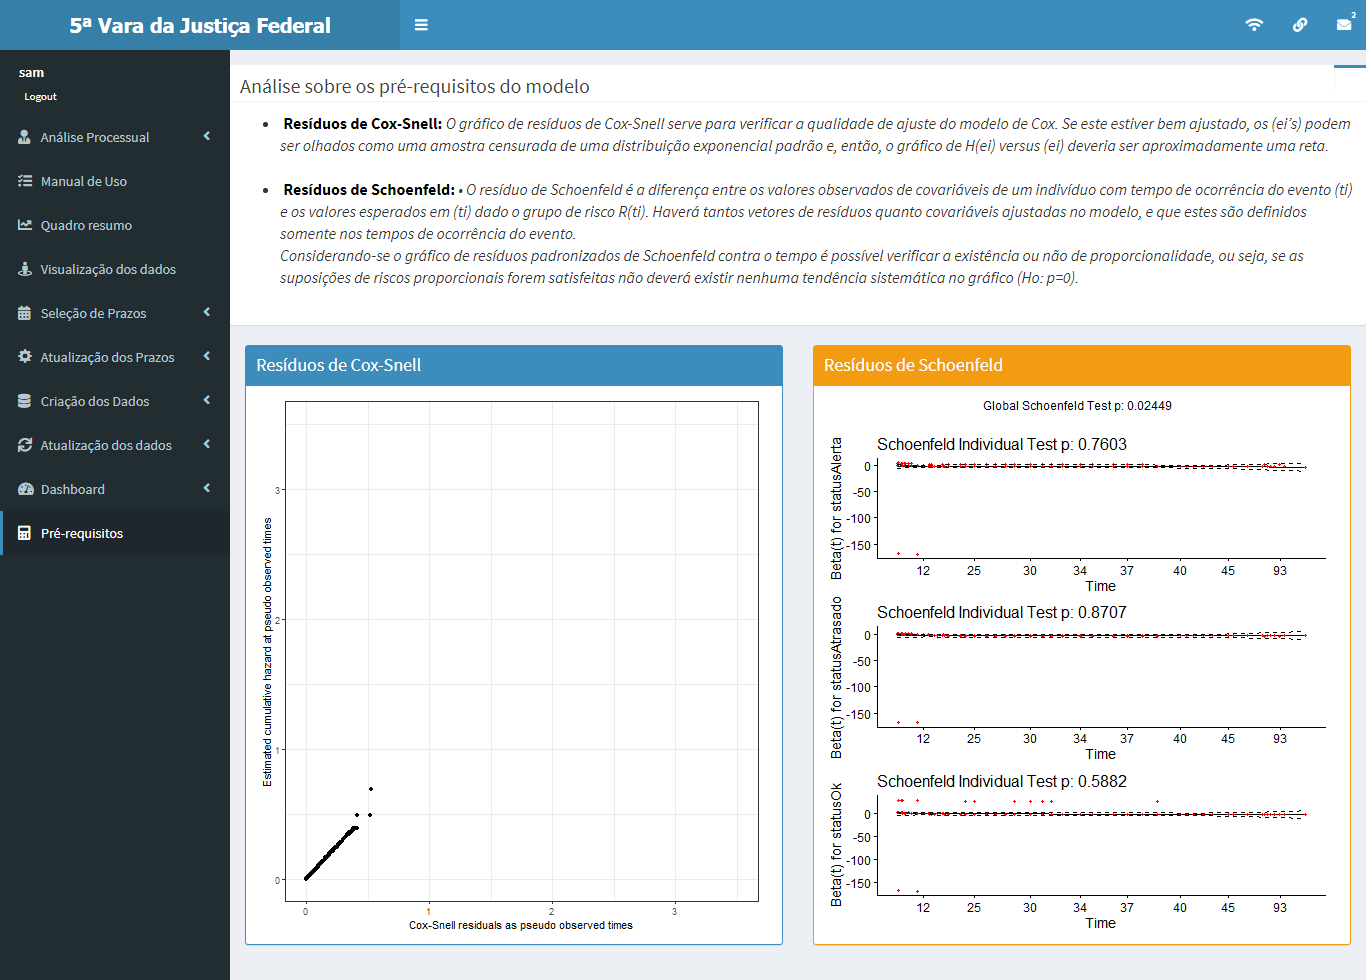 5ª Vara da Justiça Federal
2
sam
Logout
Análise Processual
Manual de Uso
Quadro resumo
Visualização dos dados
Seleção de Prazos
Atualização dos Prazos
Criação dos Dados
Atualização dos dados
Dashboard
Pré-requisitos
Análise sobre os pré-requisitos do modelo
• Resíduos de Cox-Snell: O gráfico de resíduos de Cox-Snell serve para verificar a qualidade de ajuste do modelo de Cox. Se este estiver bem ajustado, os (ei's) podem
ser olhados como uma amostra censurada de uma distribuição exponencial padrão e, então, o gráfico de H(ei) versus (ei) deveria ser aproximadamente uma reta.
• Resíduos de Schoenfeld: • O resíduo de Schoenfeld é a diferença entre os valores observados de covariáveis de um indivíduo com tempo de ocorrência do evento (ti)
e os valores esperados em (ti) dado o grupo de risco R(ti). Haverá tantos vetores de resíduos quanto covariáveis ajustadas no modelo, e que estes são definidos
somente nos tempos de ocorrência do evento.
Considerando-se o gráfico de resíduos padronizados de Schoenfeld contra o tempo é possível verificar a existência ou não de proporcionalidade, ou seja, se as
suposições de riscos proporcionais forem satisfeitas não deverá existir nenhuma tendência sistemática no gráfico (Ho: p=0).
Resíduos de Cox-Snell
Estimated cumulative hazard at pseudo observed times
3
2
1
0
0 1 2 3
Cox-Snell residuals as pseudo observed times
Resíduos de Schoenfeld
Global Schoenfeld Test p: 0.02449
Schoenfeld Individual Test p: 0.7603
Beta(t) for statusAlerta
0
-50
-100
-150
12 25 30 34 37 40 45 93
Time
Schoenfeld Individual Test p: 0.8707
Beta(t) for statusAtrasado
0
-50
-100
-150
12 25 30 34 37 40 45 93
Time
Schoenfeld Individual Test p: 0.5882
Beta(t) for statusOk
0
-50
-100
-150
12 25 30 34 37 40 45 93
Time